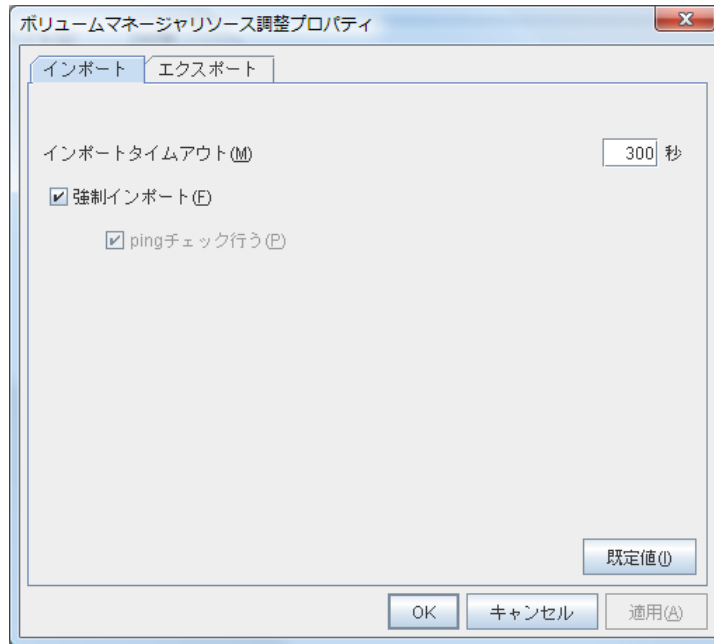 ボリュームマネージャリソース調整プロパティ
インポート エクスポート
インポートタイムアウト(M) 300 秒
強制インポート(F)
pingチェック行う(P)
既定値(I)
OK キャンセル 適用(A)